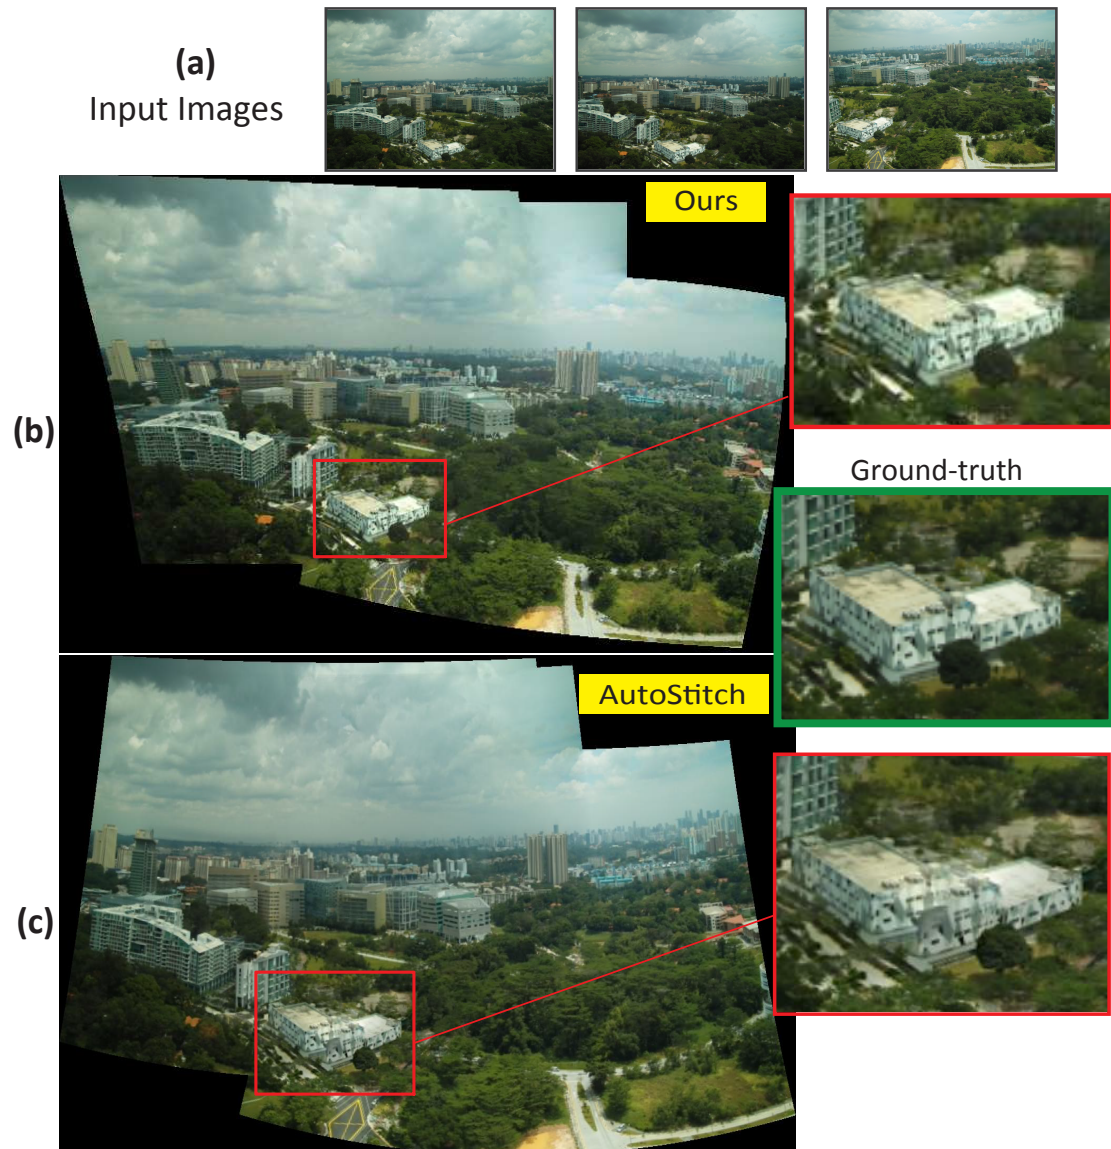 (a)
Input Images
Ours
(b)
Ground-truth
AutoStitch
(c)